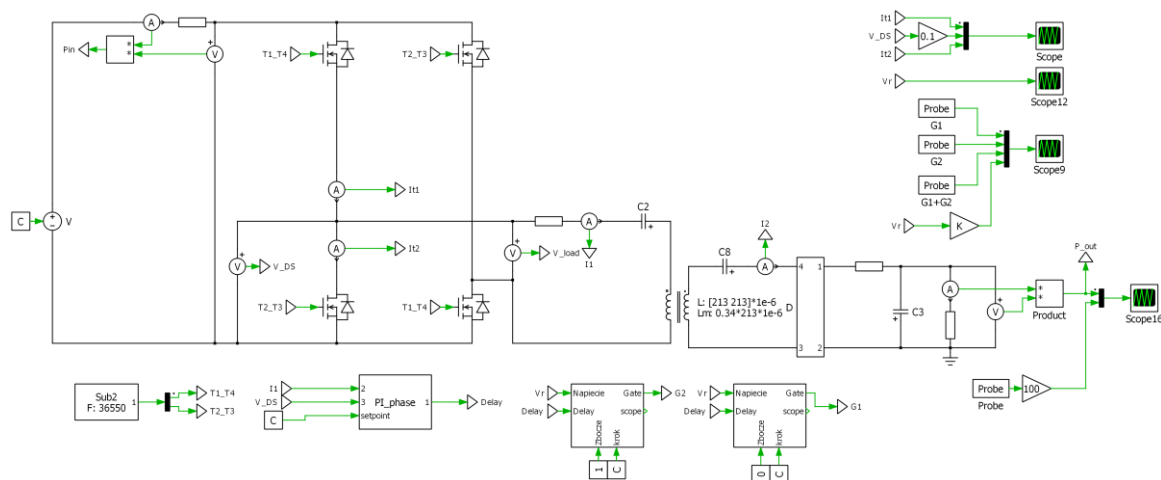 A
Pin
*
*
V
T1_T4
T2_T3
It1
V_DS
0.1
It2
Scope
Vr
Scope12
Probe
G1
Probe
G2
Probe
G1+G2
Scope9
Vr
K
C
V
A
It1
A
It2
V
V_DS
T2_T3
T1_T4
V
V_load
A
I1
C2
L: [213 213]*1e-6
Lm: 0.34*213*1e-6
C8
I2
A
D
4
1
3
2
C3
A
V
*
*
Product
P_out
Scope16
Probe
Probe
100
Sub2
F: 36550
1
T1_T4
T2_T3
I1
V_DS
C
2
3
setpoint
PI_phase
1
Delay
Vr
Delay
Napiecie
Delay
Gate
scope
Zbocze
krok
1
C
G2
Vr
Delay
Napiecie
Delay
Gate
scope
Zbocze
krok
0
C
G1